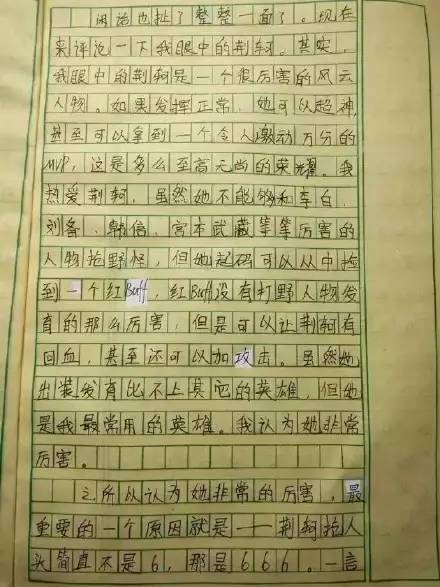 闲话也扯了整整一面了。现在
来评论一下我眼中的荆轲。其实，
我眼中的荆轲是一个很厉害的风云
人物。如果发挥正常，她可以超神，
甚至可以拿到一个令人激动万分的
MVP，这是多么至高无尚的荣耀。我
热爱荆轲，虽然她不能够和李白、
刘备、韩信、宫本武藏等等厉害的
人物抢野怪，但她起码可以从中捡
到一个红Buff，红Buff没有打野人物发
育的那么厉害，但是可以让荆轲有
回血，甚至还可以加攻击。虽然她
出装发育比不上其它的英雄，但她
是我最常用的英雄。我认为她非常
厉害。
之所以认为她非常的厉害，最
重要的一个原因就是——荆轲抢人
头简直不是6，那是666。一言